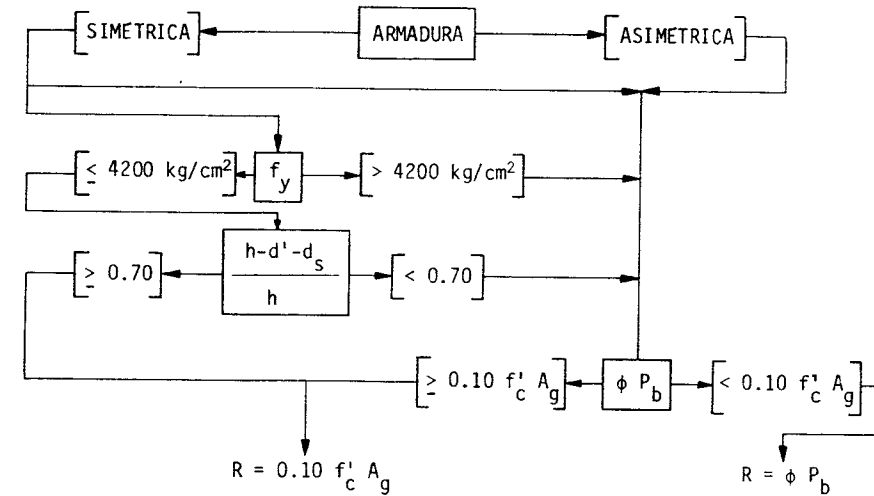 SIMETRICA
ARMADURA
ASIMETRICA
≤ 4200 kg/cm²
f_y
> 4200 kg/cm²
≥ 0.70
h-d'-d_s
h
< 0.70
≥ 0.10 f'_c A_g
ϕ P_b
< 0.10 f'_c A_g
R = 0.10 f'_c A_g
R = ϕ P_b